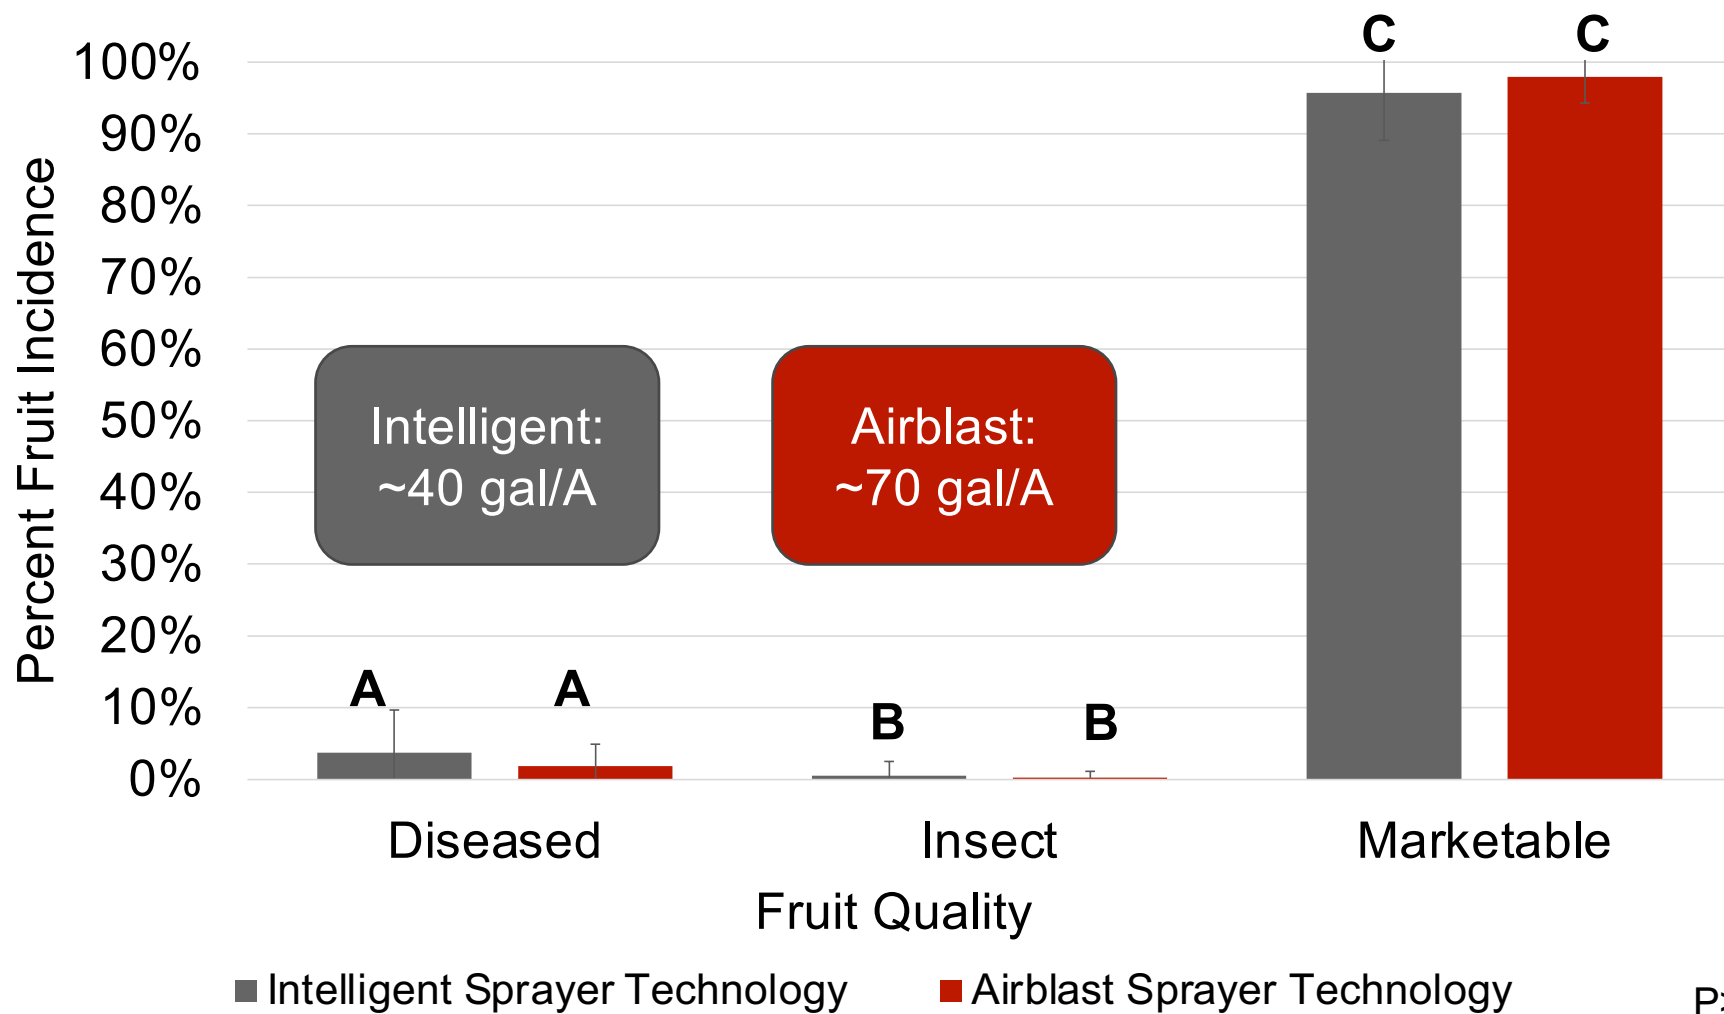 C C
100%
90%
80%
70%
60%
50%
40%
30%
20%
10%
0%
Percent Fruit Incidence
Intelligent:
~40 gal/A
Airblast:
~70 gal/A
A A
B B
Diseased Insect Marketable
Fruit Quality
Intelligent Sprayer Technology Airblast Sprayer Technology